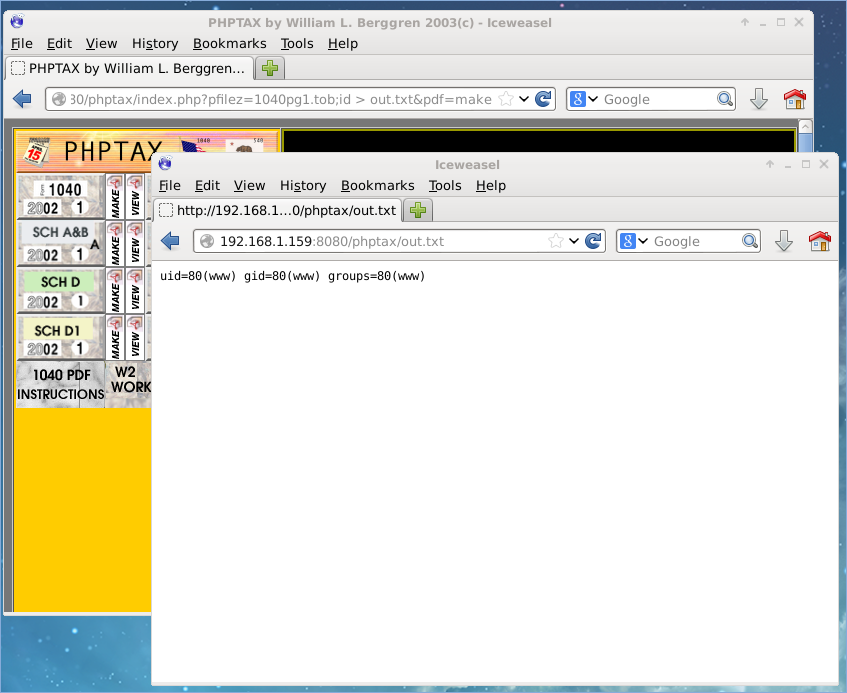 PHPTAX by William L. Berggren 2003(c) - Iceweasel
File Edit View History Bookmarks Tools Help
PHPTAX by William L. Berggren...
30/phptax/index.php?pfilez=1040pg1.tob;id > out.txt&pdf=make
Google
APRIL 15 PHPTAX 1040 540
1040
2002 1 MAKE VIEW
SCH A&B
A
2002 1 MAKE VIEW
SCH D
2002 1 MAKE VIEW
SCH D1
2002 1 MAKE VIEW
1040 PDF
INSTRUCTIONS
W2
WORK
Iceweasel
File Edit View History Bookmarks Tools Help
http://192.168.1...0/phptax/out.txt
192.168.1.159:8080/phptax/out.txt
Google
uid=80(www) gid=80(www) groups=80(www)